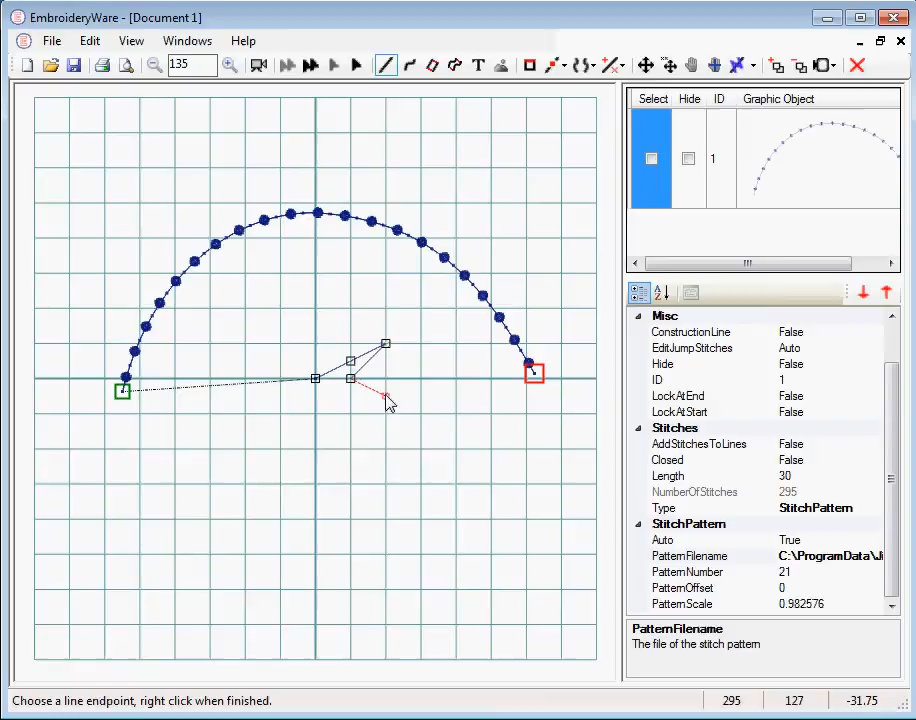 EmbroideryWare - [Document 1]
File Edit View Windows Help
135
Select Hide ID Graphic Object
1
Misc
ConstructionLine False
EditJumpStitches Auto
Hide False
ID 1
LockAtEnd False
LockAtStart False
Stitches
AddStitchesToLines False
Closed False
Length 30
NumberOfStitches 295
Type StitchPattern
StitchPattern
Auto True
PatternFilename C:\ProgramData\Ji
PatternNumber 21
PatternOffset 0
PatternScale 0.982576
PatternFilename
The file of the stitch pattern
Choose a line endpoint, right click when finished. 295 127 -31.75